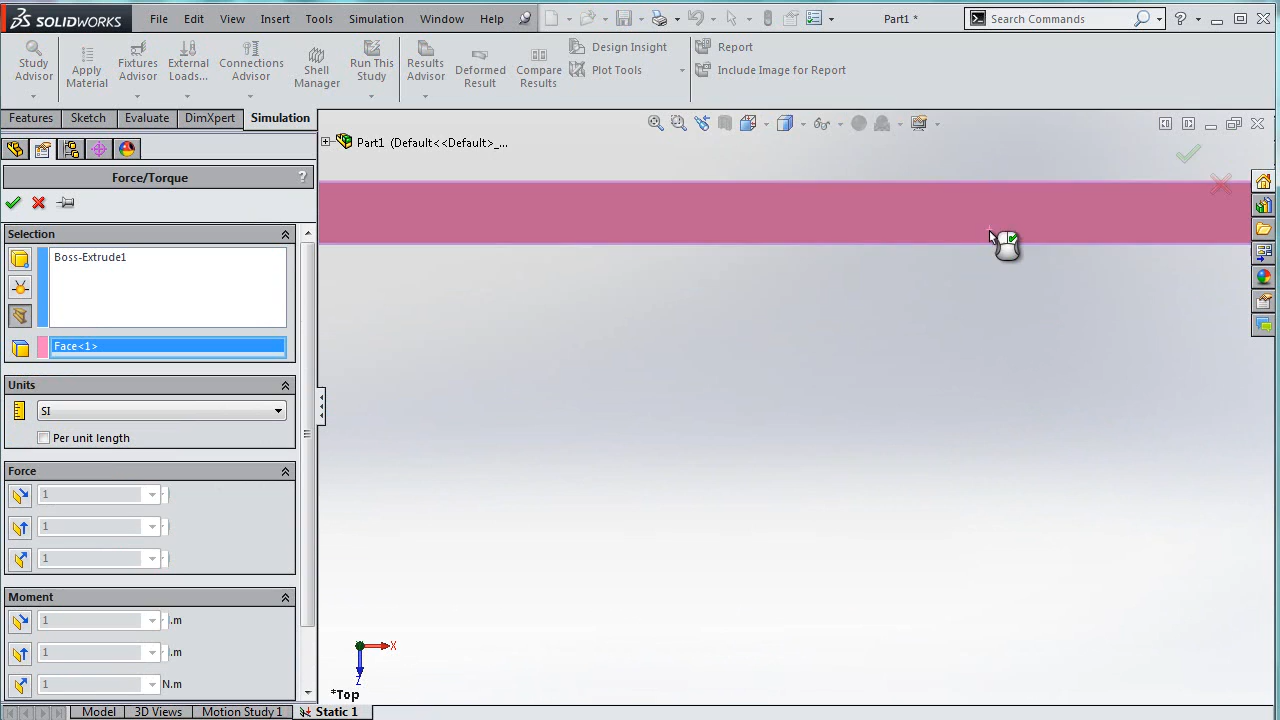 SOLIDWORKS File Edit View Insert Tools Simulation Window Help Part1 * Search Commands ?
Study Advisor
Apply Material
Fixtures Advisor
External Loads...
Connections Advisor
Shell Manager
Run This Study
Results Advisor
Deformed Result
Compare Results
Design Insight
Plot Tools
Report
Include Image for Report
Features Sketch Evaluate DimXpert Simulation
Part1 (Default<<Default>_...
Force/Torque ?
Selection
Boss-Extrude1
Face<1>
Units
SI
Per unit length
Force
1
1
1
Moment
1 .m
1 .m
1 N.m
X
Z
*Top
Model 3D Views Motion Study 1 Static 1